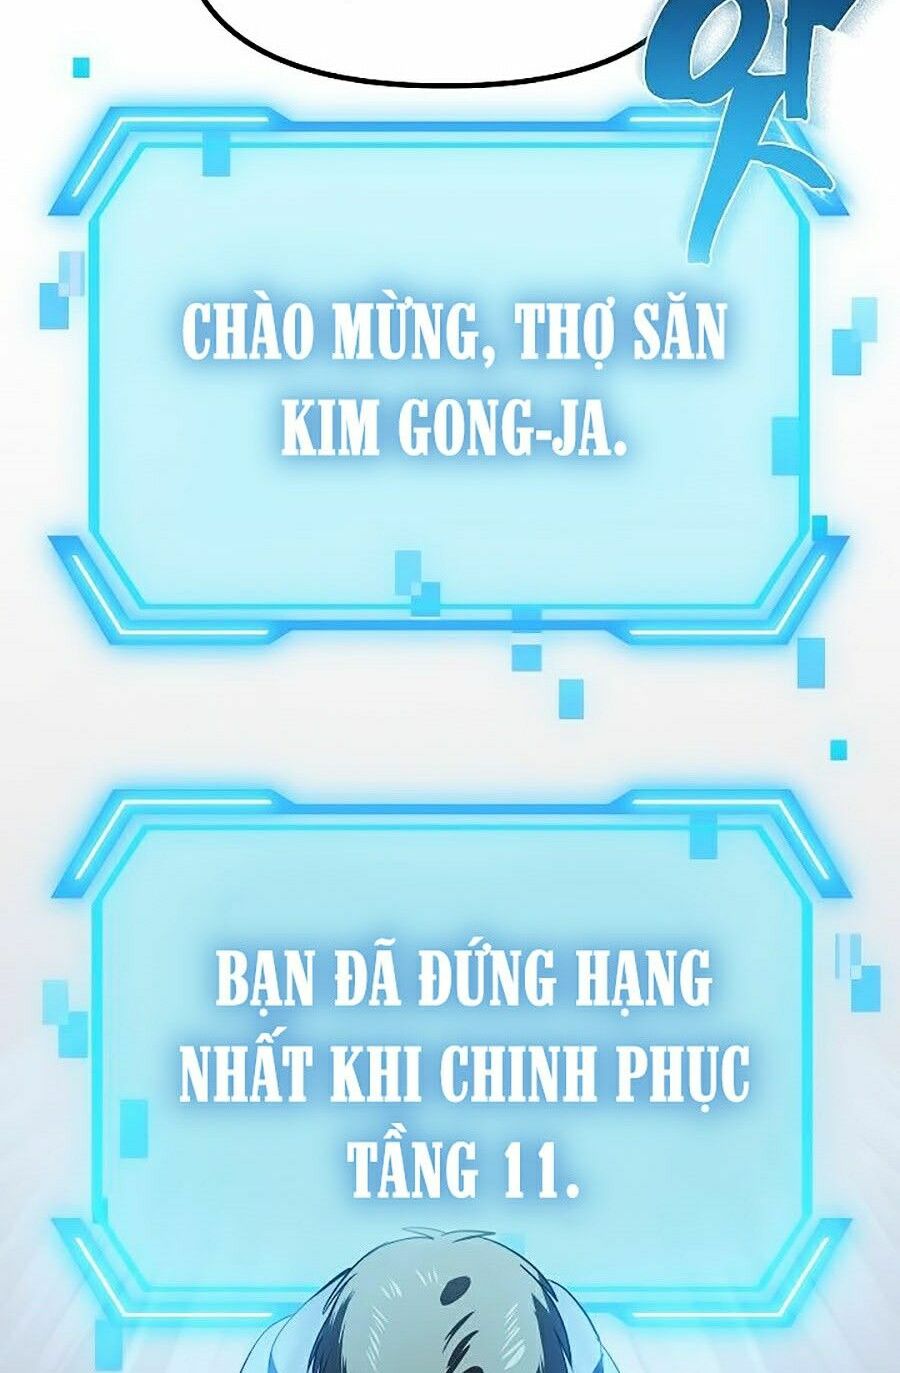 CHÀO MỪNG, THỢ SĂN
KIM GONG-JA.
BẠN ĐÃ ĐỨNG HẠNG
NHẤT KHI CHINH PHỤC
TẦNG 11.